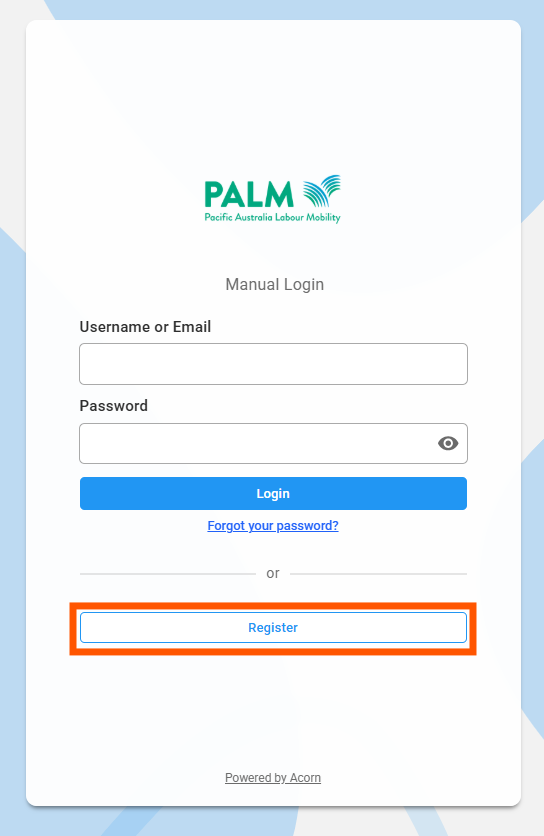 PALM
Pacific Australia Labour Mobility
Manual Login
Username or Email
Password
Login
Forgot your password?
or
Register
Powered by Acorn